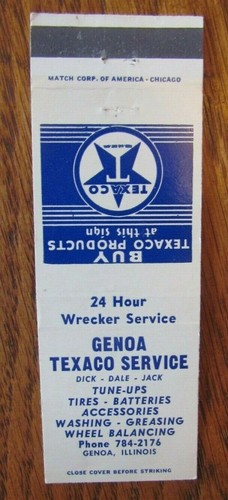 MATCH CORP. OF AMERICA - CHICAGO
BUY
TEXACO PRODUCTS
at this sign
T
TEXACO
24 Hour
Wrecker Service
GENOA
TEXACO SERVICE
DICK - DALE - JACK
TUNE-UPS
TIRES - BATTERIES
ACCESSORIES
WASHING - GREASING
WHEEL BALANCING
Phone 784-2176
GENOA, ILLINOIS
CLOSE COVER BEFORE STRIKING